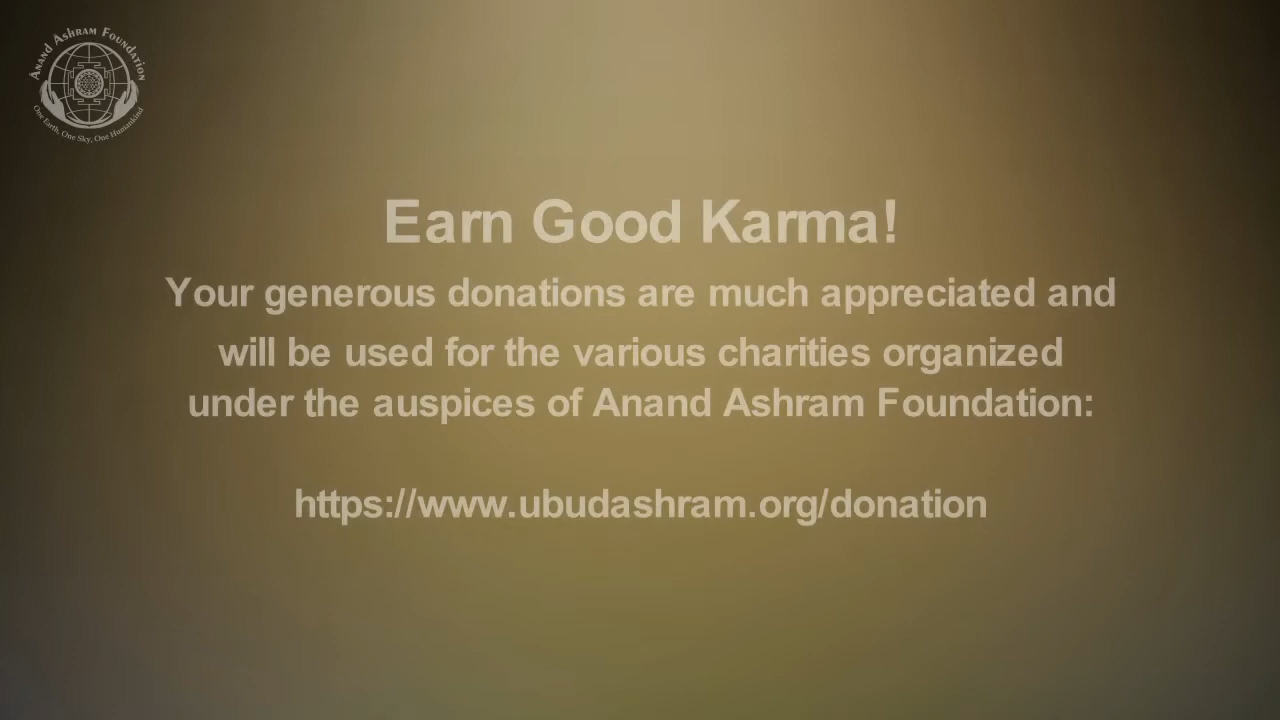 Anand Ashram Foundation
One Earth, One Sky, One Humankind
Earn Good Karma!
Your generous donations are much appreciated and
will be used for the various charities organized
under the auspices of Anand Ashram Foundation:
https://www.ubudashram.org/donation